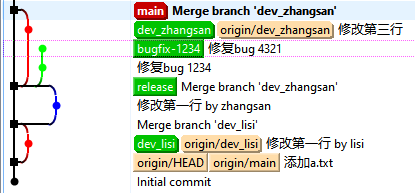 main Merge branch 'dev_zhangsan'
dev_zhangsan origin/dev_zhangsan 修改第三行
bugfix-1234 修复bug 4321
修复bug 1234
release Merge branch 'dev_zhangsan'
修改第一行 by zhangsan
Merge branch 'dev_lisi'
dev_lisi origin/dev_lisi 修改第一行 by lisi
origin/HEAD origin/main 添加a.txt
Initial commit